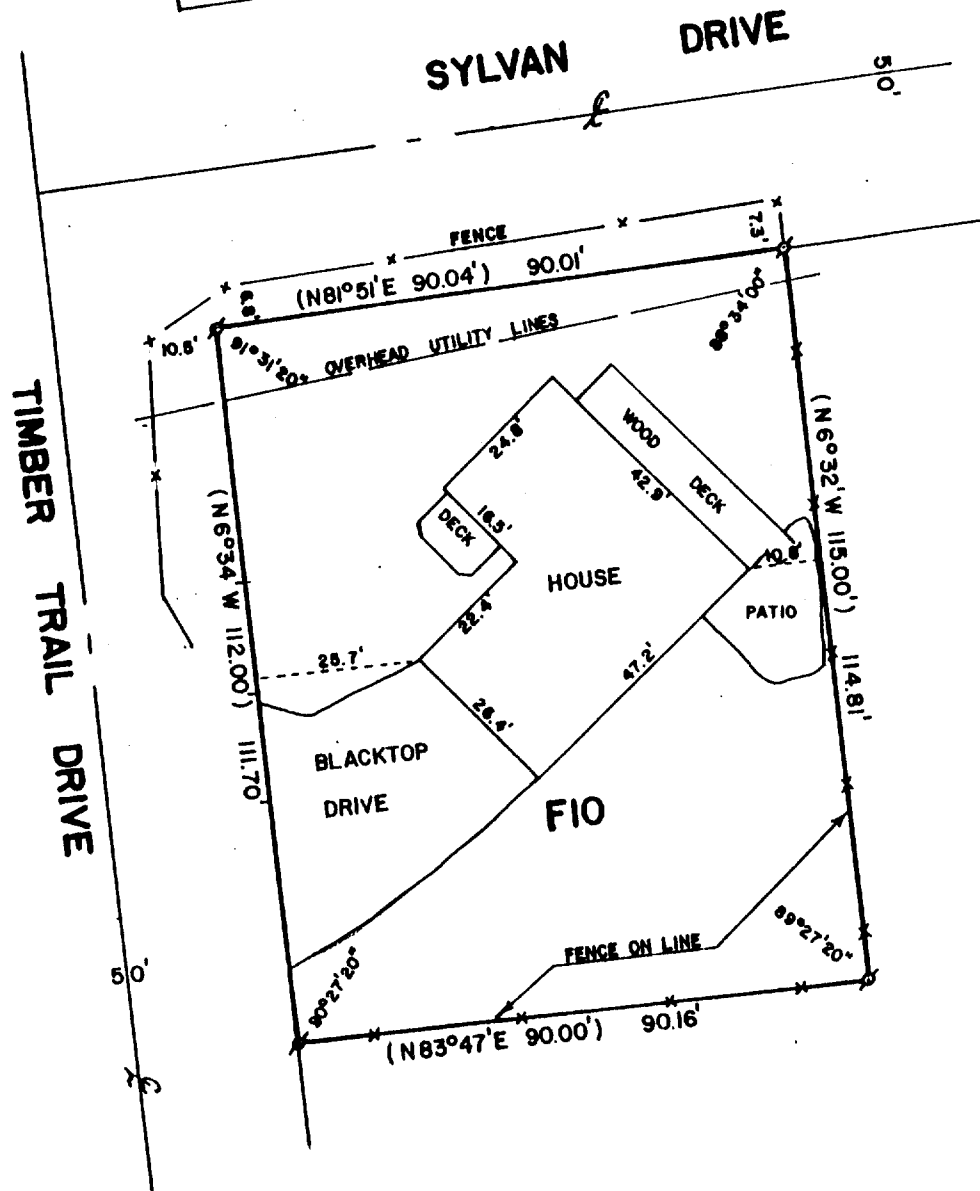 SYLVAN DRIVE
50'
℄
FENCE
7.3'
(N81°51'E 90.04') 90.01'
6.8'
10.5'
91°31'20"
88°34'00"
OVERHEAD UTILITY LINES
TIMBER TRAIL DRIVE
(N6°34'W 112.00') 111.70'
(N6°32'W 115.00') 114.81'
WOOD DECK
24.8'
42.9'
DECK
16.5'
10.8'
HOUSE
PATIO
22.4'
25.7'
47.2'
26.4'
BLACKTOP
DRIVE
F10
89°27'20"
FENCE ON LINE
50'
90°27'20"
(N83°47'E 90.00') 90.16'
℄